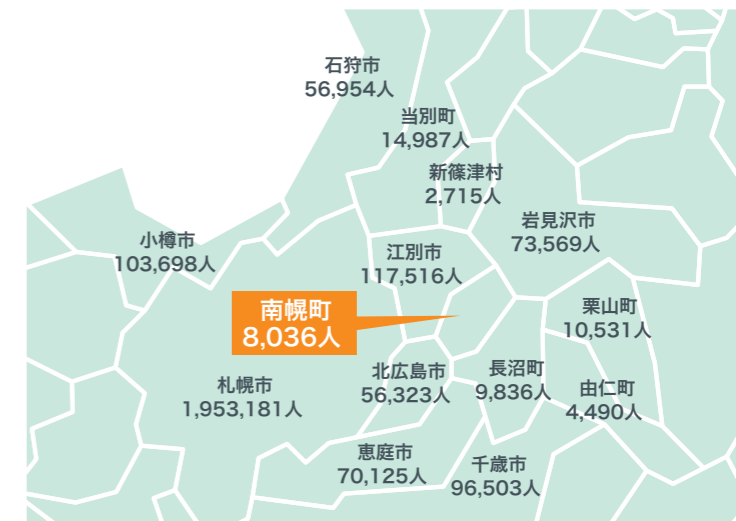 石狩市
56,954人
当別町
14,987人
新篠津村
2,715人
岩見沢市
73,569人
小樽市
103,698人
江別市
117,516人
南幌町
8,036人
栗山町
10,531人
札幌市
1,953,181人
北広島市
56,323人
長沼町
9,836人
由仁町
4,490人
恵庭市
70,125人
千歳市
96,503人